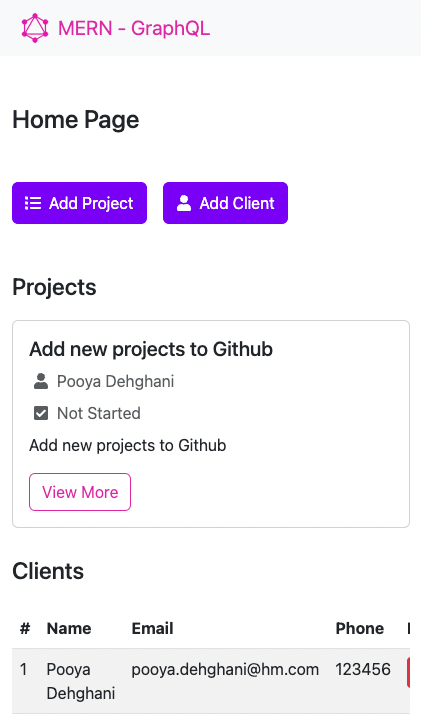 MERN - GraphQL
Home Page
Add Project Add Client
Projects
Add new projects to Github
Pooya Dehghani
Not Started
Add new projects to Github
View More
Clients
# Name Email Phone
1 Pooya Dehghani pooya.dehghani@hm.com 123456